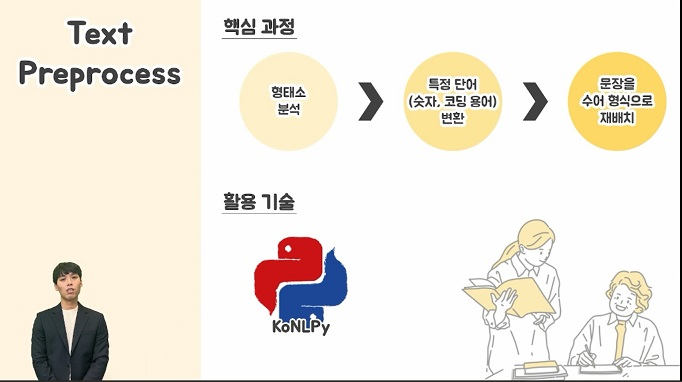 Text
Preprocess
핵심 과정
형태소
분석
특정 단어
(숫자, 코딩 용어)
변환
문장을
수어 형식으로
재배치
활용 기술
KoNLPy